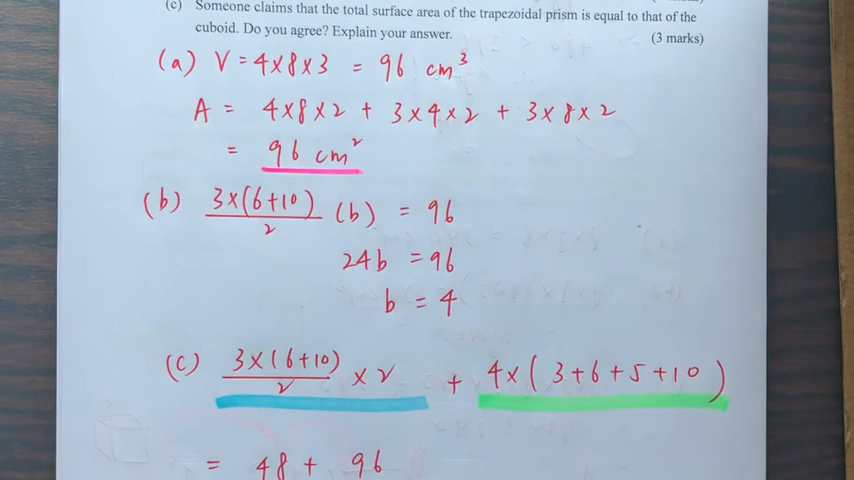 (c) Someone claims that the total surface area of the trapezoidal prism is equal to that of the
cuboid. Do you agree? Explain your answer.
(3 marks)
(a) V = 4×8×3 = 96 cm³
A = 4×8×2 + 3×4×2 + 3×8×2
= 96 cm²
(b) 3×(6+10)/2 (b) = 96
24b = 96
b = 4
(c) 3×(6+10)/2 ×2 + 4×(3+6+5+10)
= 48 + 96